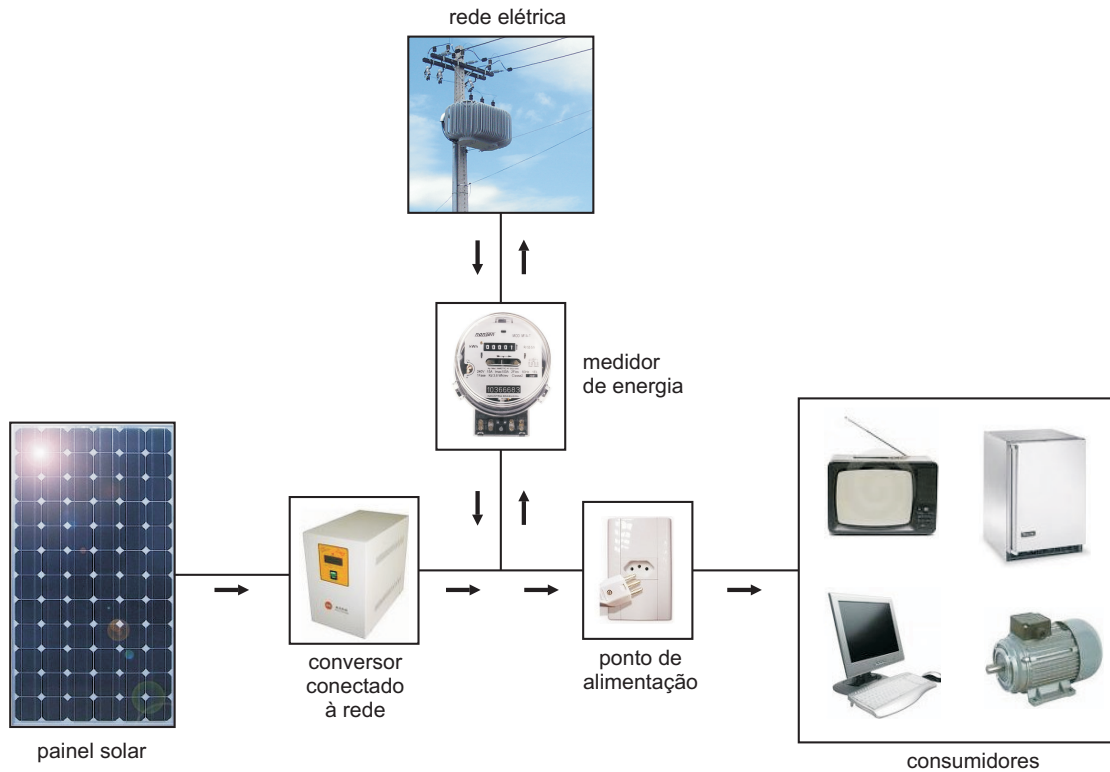 rede elétrica
medidor
de energia
conversor
conectado
à rede
ponto de
alimentação
painel solar
consumidores